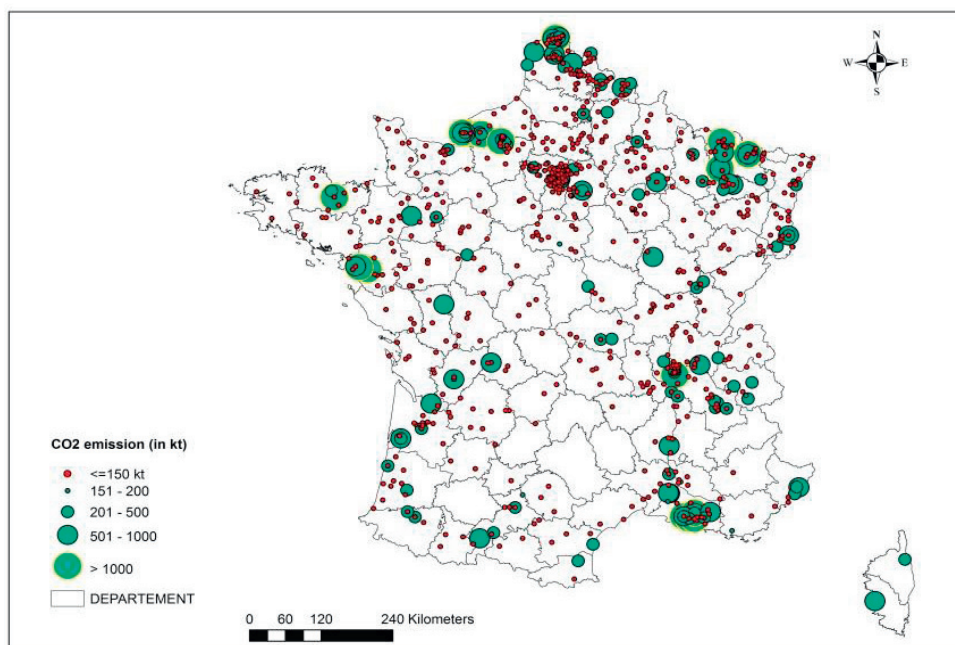 N
W E
S
CO2 emission (in kt)
<=150 kt
151 - 200
201 - 500
501 - 1000
> 1000
DEPARTEMENT
0 60 120 240 Kilometers